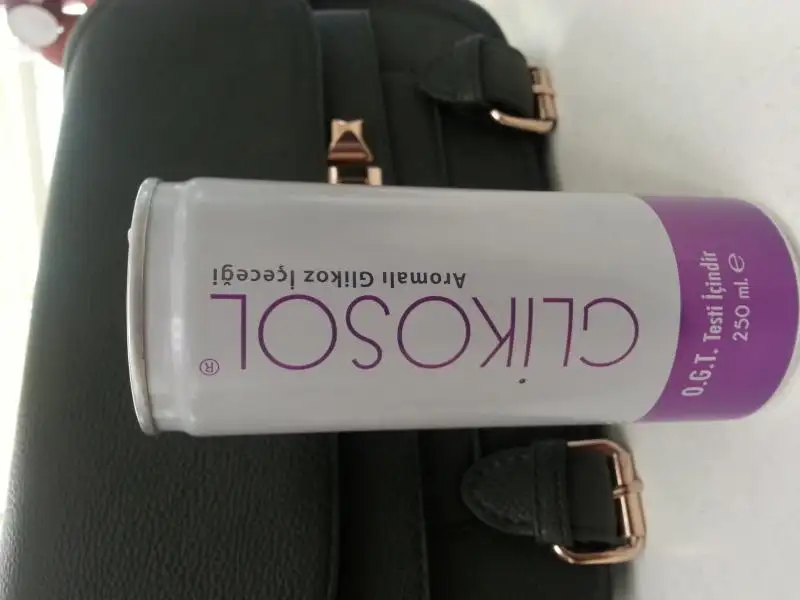 GLİKOSOL®
Aromalı Glikoz İçeceği
O.G.T. Testi İçindir
250 ml. ℮